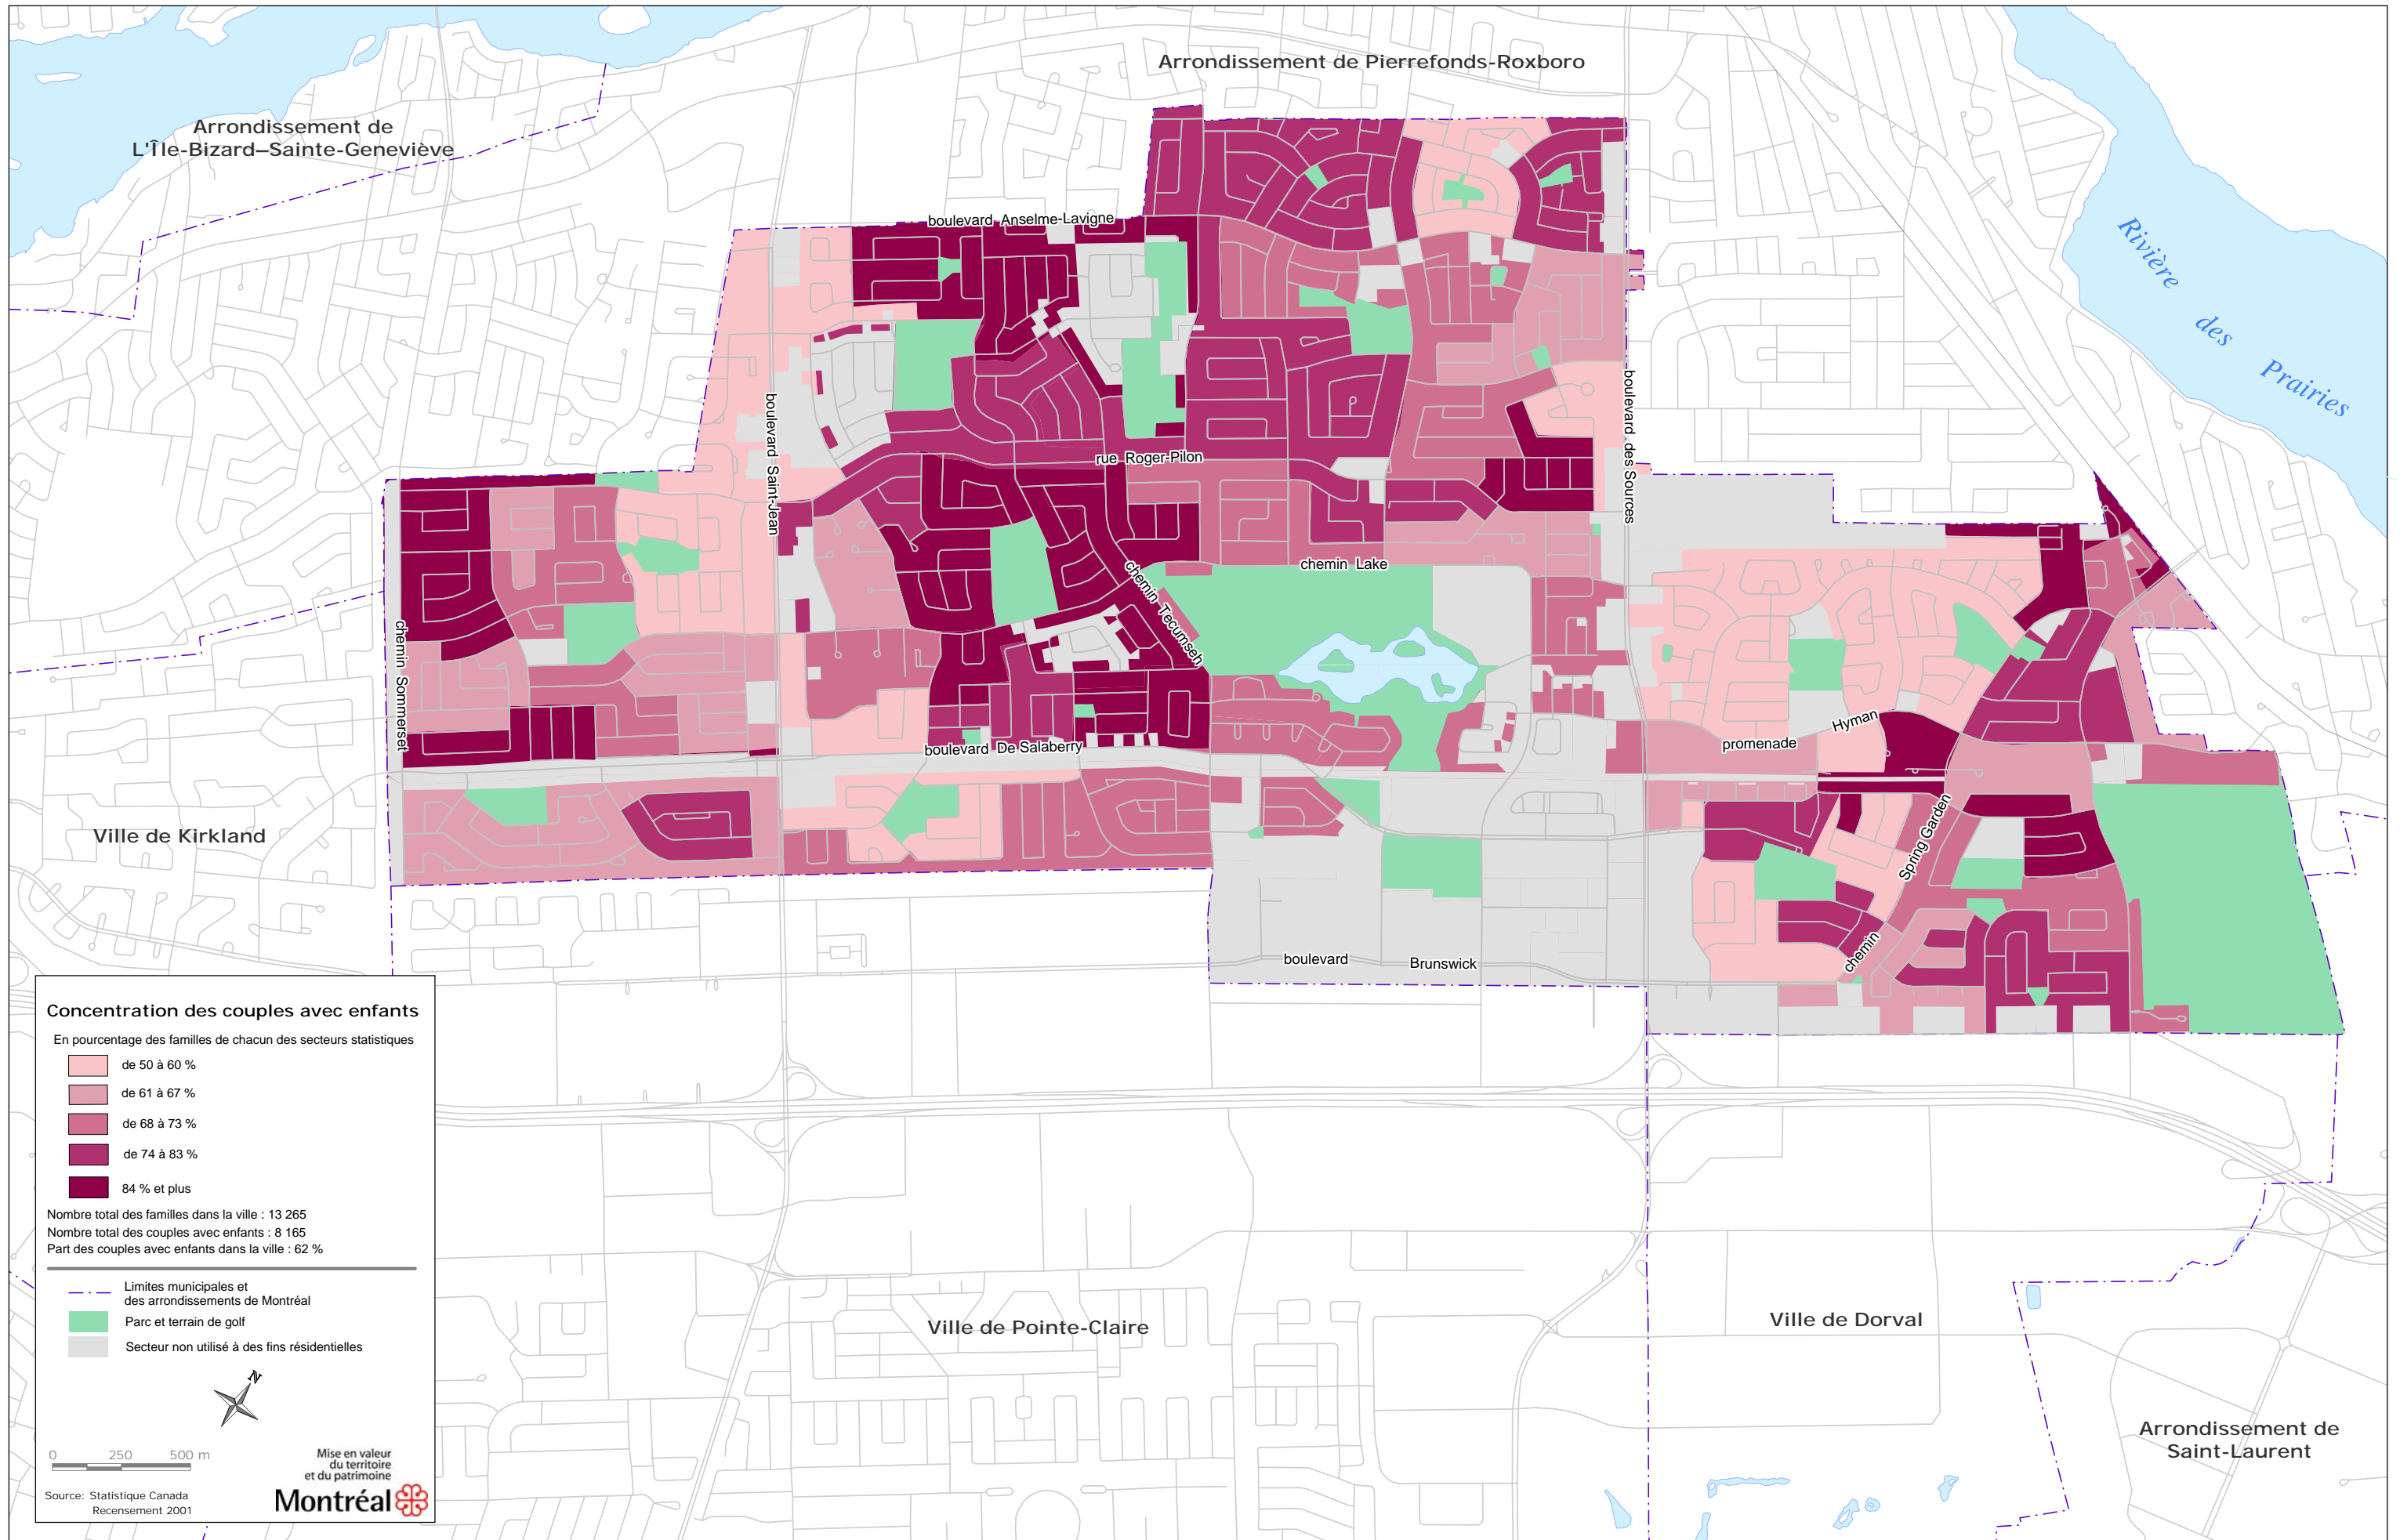 Arrondissement de Pierrefonds-Roxboro
Arrondissement de
L'Île-Bizard–Sainte-Geneviève
Rivière
des
Prairies
boulevard Anselme-Lavigne
boulevard Saint-Jean
boulevard des Sources
rue Roger-Pilon
chemin Lake
chemin Tecumseh
chemin Sommerset
boulevard De Salaberry
promenade
Hyman
chemin
Spring Garden
boulevard
Brunswick
Ville de Kirkland
Ville de Pointe-Claire
Ville de Dorval
Arrondissement de
Saint-Laurent
Concentration des couples avec enfants
En pourcentage des familles de chacun des secteurs statistiques
de 50 à 60 %
de 61 à 67 %
de 68 à 73 %
de 74 à 83 %
84 % et plus
Nombre total des familles dans la ville : 13 265
Nombre total des couples avec enfants : 8 165
Part des couples avec enfants dans la ville : 62 %
Limites municipales et
des arrondissements de Montréal
Parc et terrain de golf
Secteur non utilisé à des fins résidentielles
N
0 250 500 m
Mise en valeur
du territoire
et du patrimoine
Montréal
Source: Statistique Canada
Recensement 2001